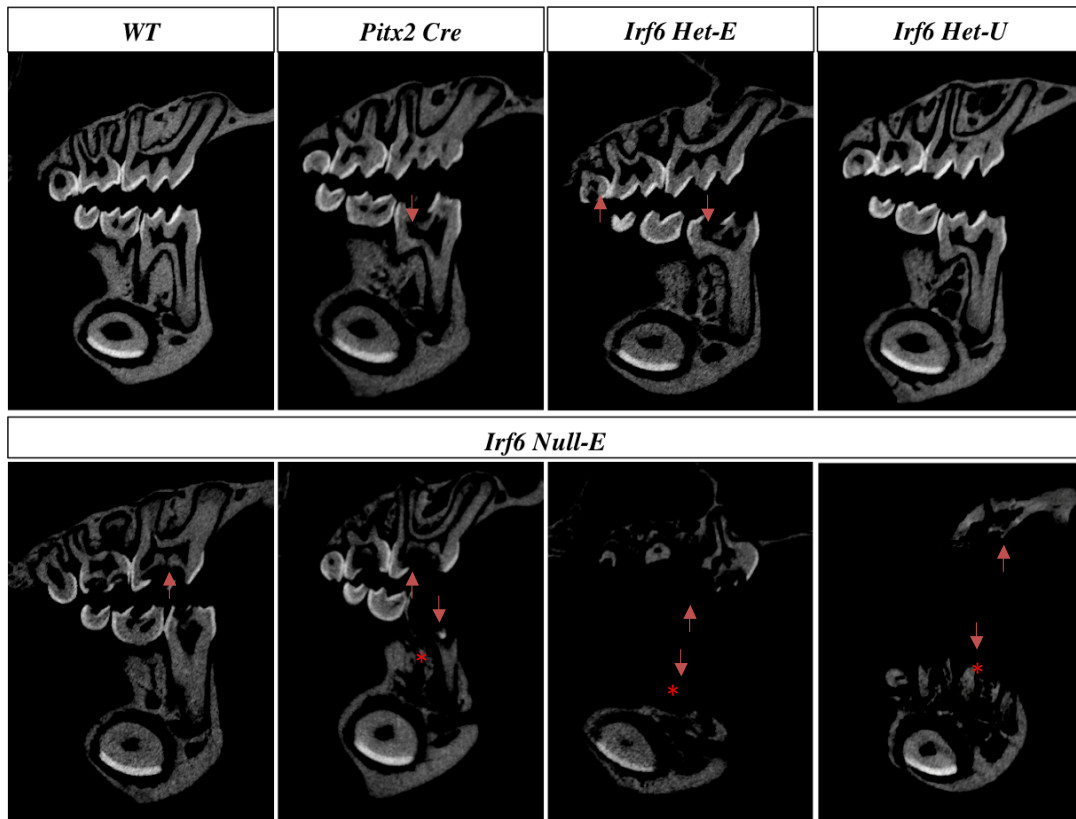 WT
Pitx2 Cre
Irf6 Het-E
Irf6 Het-U
Irf6 Null-E
*
*
*